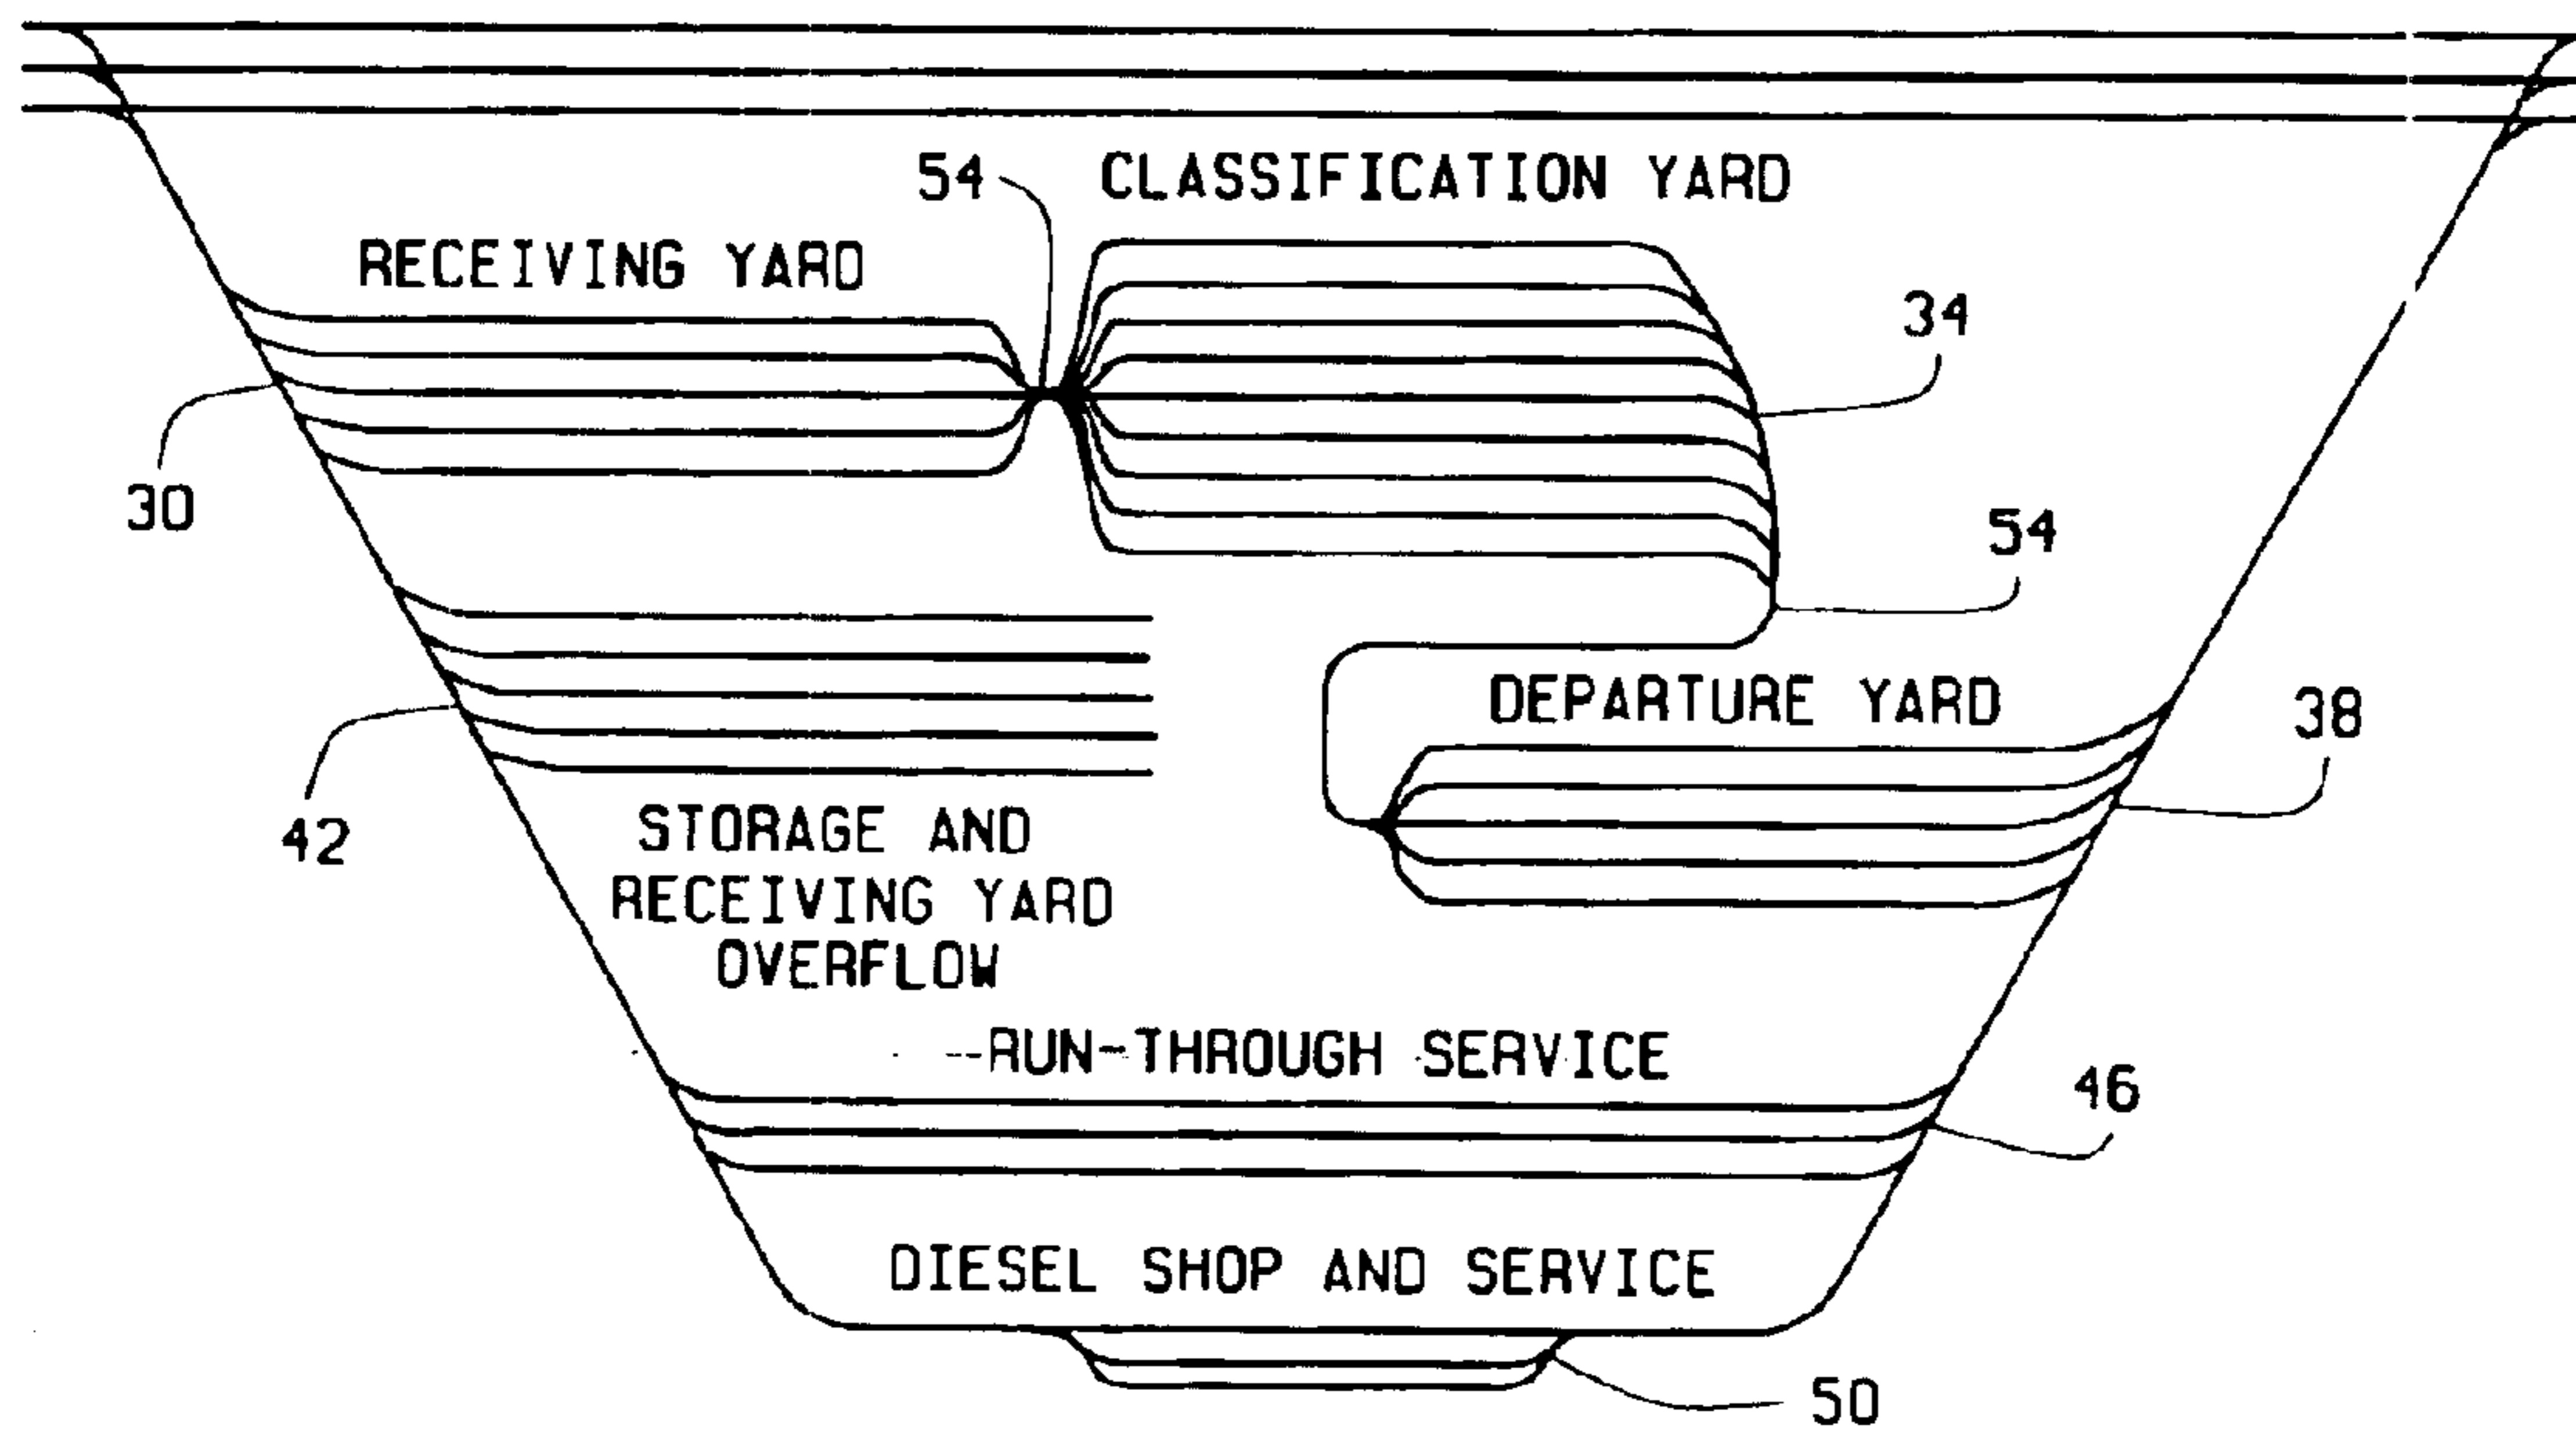 54
CLASSIFICATION YARD
RECEIVING YARD
34
30
54
DEPARTURE YARD
38
42
STORAGE AND
RECEIVING YARD
OVERFLOW
--RUN-THROUGH SERVICE
46
DIESEL SHOP AND SERVICE
50